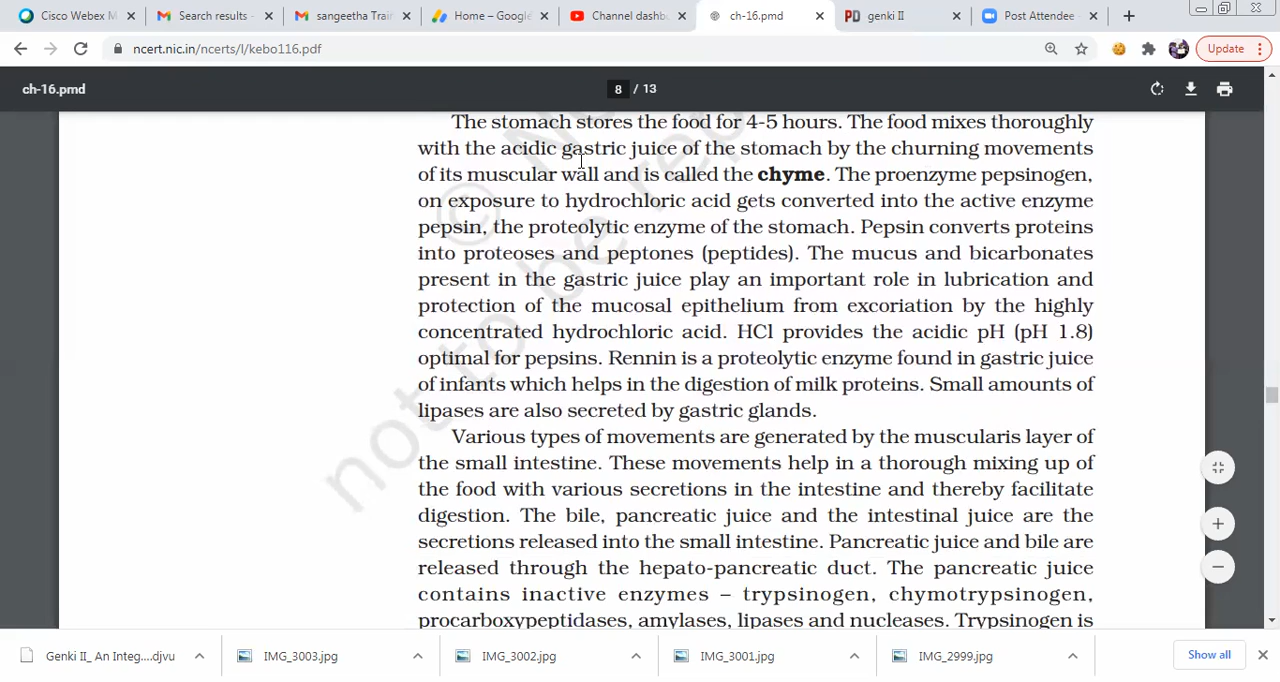 Cisco Webex M
Search results -
sangeetha Trai
Home – Google
Channel dashb
ch-16.pmd
PD genki II
Post Attendee
ncert.nic.in/ncerts/l/kebo116.pdf
Update
ch-16.pmd
8 / 13
The stomach stores the food for 4-5 hours. The food mixes thoroughly
with the acidic gastric juice of the stomach by the churning movements
of its muscular wall and is called the chyme. The proenzyme pepsinogen,
on exposure to hydrochloric acid gets converted into the active enzyme
pepsin, the proteolytic enzyme of the stomach. Pepsin converts proteins
into proteoses and peptones (peptides). The mucus and bicarbonates
present in the gastric juice play an important role in lubrication and
protection of the mucosal epithelium from excoriation by the highly
concentrated hydrochloric acid. HCl provides the acidic pH (pH 1.8)
optimal for pepsins. Rennin is a proteolytic enzyme found in gastric juice
of infants which helps in the digestion of milk proteins. Small amounts of
lipases are also secreted by gastric glands.
Various types of movements are generated by the muscularis layer of
the small intestine. These movements help in a thorough mixing up of
the food with various secretions in the intestine and thereby facilitate
digestion. The bile, pancreatic juice and the intestinal juice are the
secretions released into the small intestine. Pancreatic juice and bile are
released through the hepato-pancreatic duct. The pancreatic juice
contains inactive enzymes – trypsinogen, chymotrypsinogen,
procarboxypeptidases, amylases, lipases and nucleases. Trypsinogen is
© N
not to be rep
Genki II_ An Integ....djvu
IMG_3003.jpg
IMG_3002.jpg
IMG_3001.jpg
IMG_2999.jpg
Show all